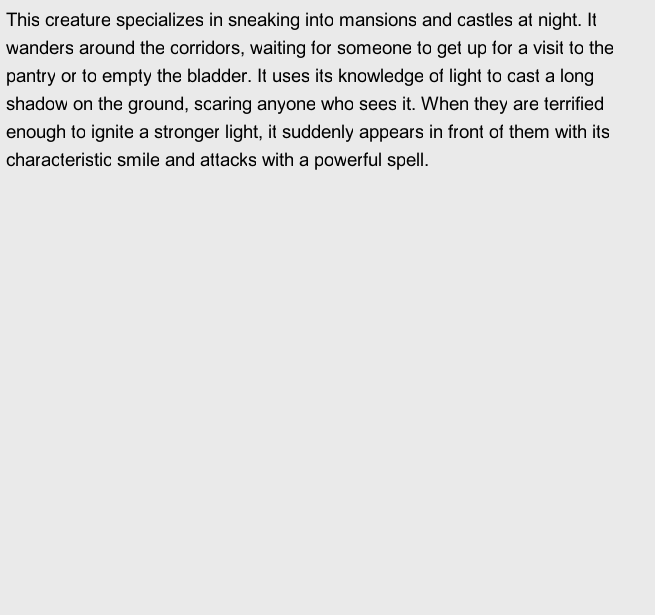 This creature specializes in sneaking into mansions and castles at night. It
wanders around the corridors, waiting for someone to get up for a visit to the
pantry or to empty the bladder. It uses its knowledge of light to cast a long
shadow on the ground, scaring anyone who sees it. When they are terrified
enough to ignite a stronger light, it suddenly appears in front of them with its
characteristic smile and attacks with a powerful spell.